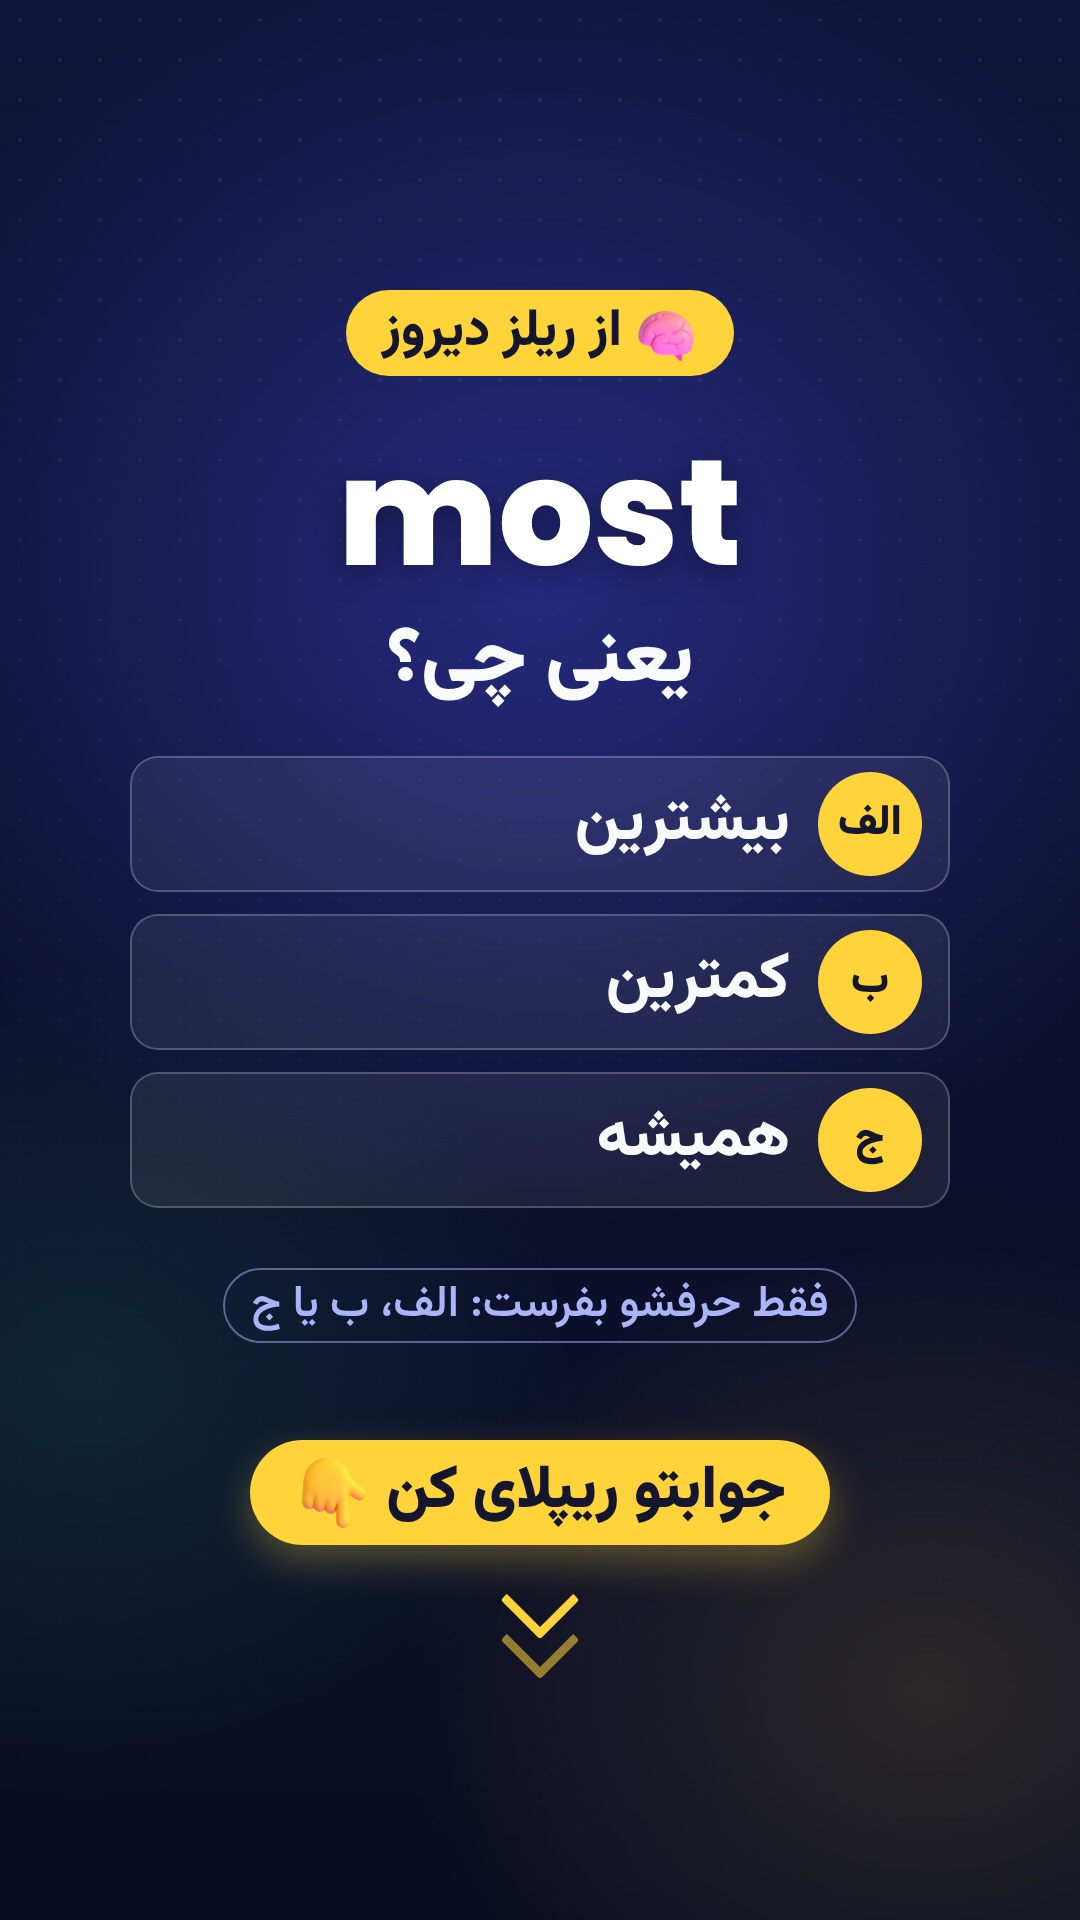 🧠 از ریلز دیروز
most
یعنی چی؟
الف بیشترین
ب کمترین
ج همیشه
فقط حرفشو بفرست: الف، ب یا ج
جوابتو ریپلای کن 👇